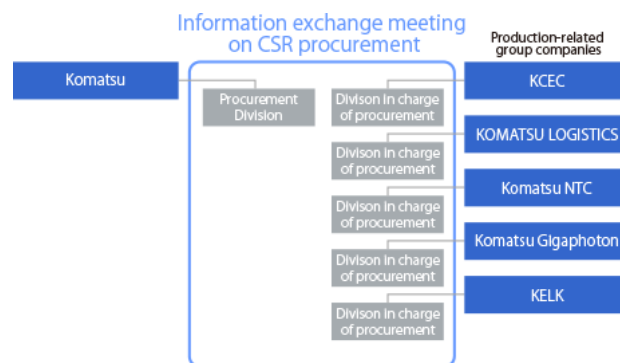 Information exchange meeting
on CSR procurement
Production-related
group companies
Komatsu
Procurement
Division
Divison in charge
of procurement
KCEC
Divison in charge
of procurement
KOMATSU LOGISTICS
Divison in charge
of procurement
Komatsu NTC
Divison in charge
of procurement
Komatsu Gigaphoton
Divison in charge
of procurement
KELK